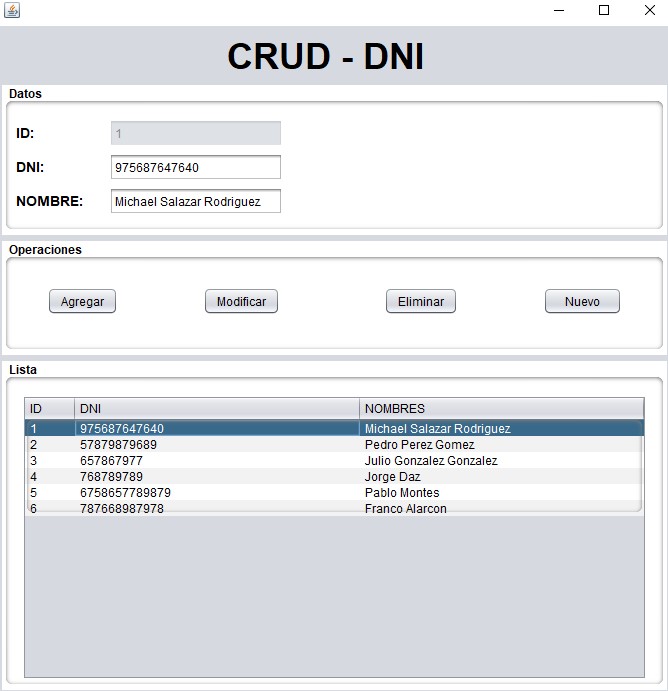 CRUD - DNI
Datos
ID: 1
DNI: 975687647640
NOMBRE: Michael Salazar Rodriguez
Operaciones
Agregar Modificar Eliminar Nuevo
Lista
ID DNI NOMBRES
1 975687647640 Michael Salazar Rodriguez
2 57879879689 Pedro Perez Gomez
3 657867977 Julio Gonzalez Gonzalez
4 768789789 Jorge Daz
5 6758657789879 Pablo Montes
6 787668987978 Franco Alarcon